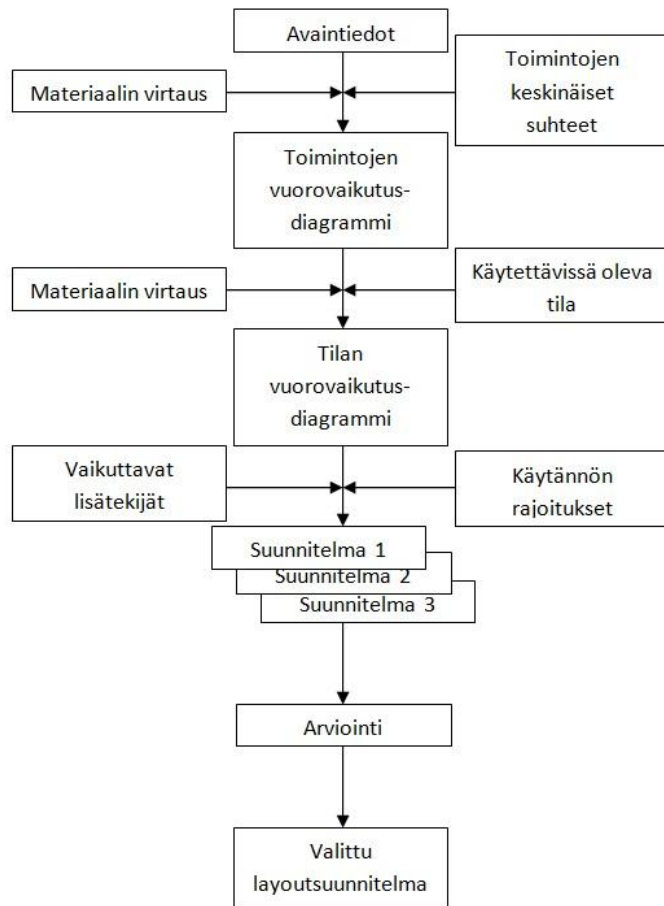 Avaintiedot
Materiaalin virtaus
Toimintojen
keskinäiset
suhteet
Toimintojen
vuorovaikutus-
diagrammi
Materiaalin virtaus
Käytettävissä oleva
tila
Tilan
vuorovaikutus-
diagrammi
Vaikuttavat
lisätekijät
Käytännön
rajoitukset
Suunnitelma 1
Suunnitelma 2
Suunnitelma 3
Arviointi
Valittu
layoutsuunnitelma